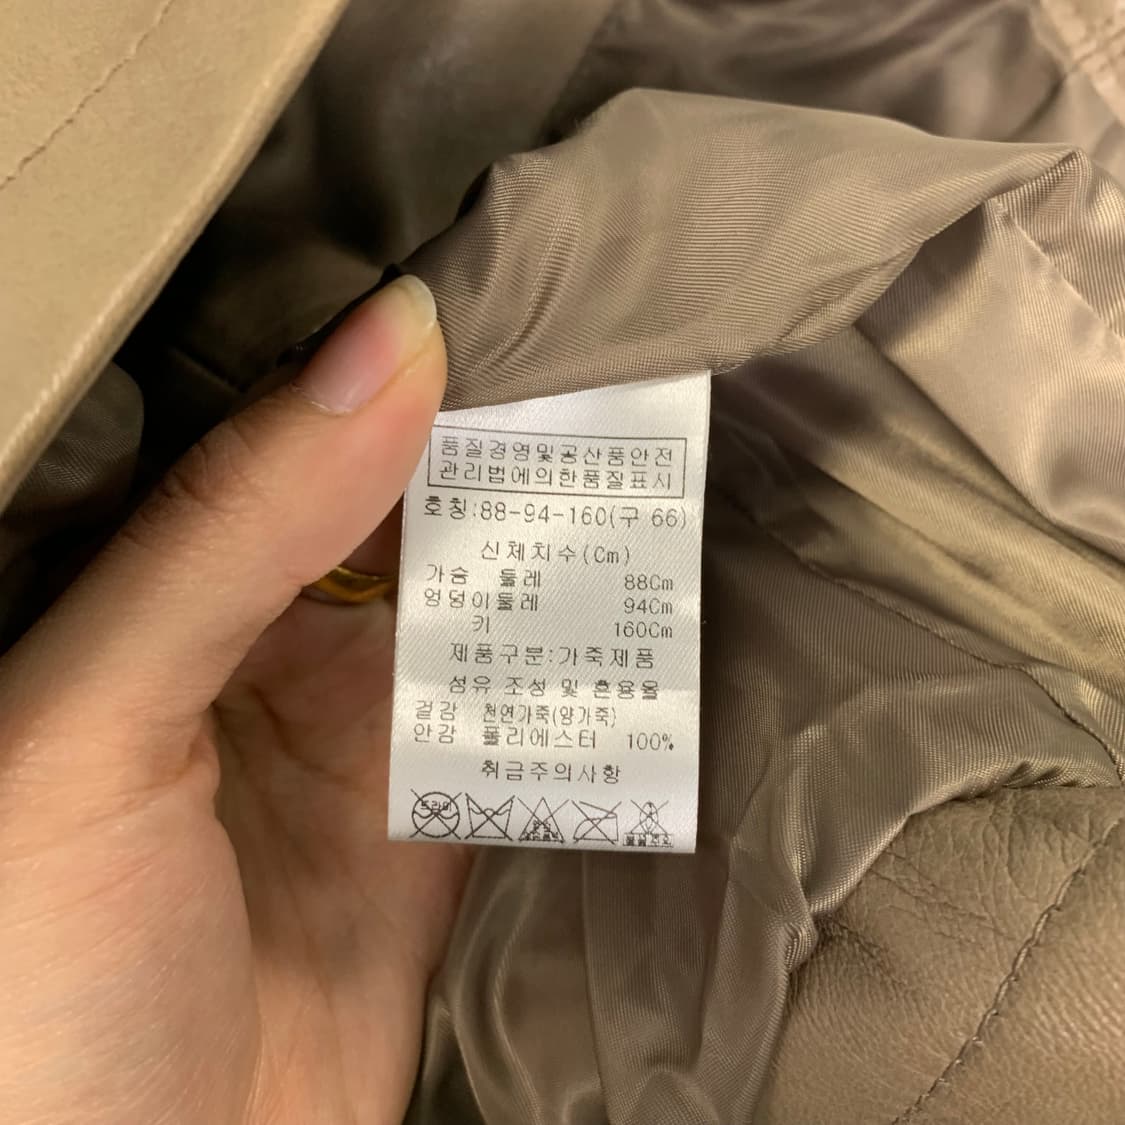 품질경영및공산품안전
관리법에의한품질표시
호칭:88-94-160(구 66)
신체치수(Cm)
가슴 둘레 88Cm
엉덩이둘레 94Cm
키 160Cm
제품구분:가죽제품
섬유 조성 및 혼용율
겉감 천연가죽(양가죽)
안감 폴리에스터 100%
취급주의사항
드라이